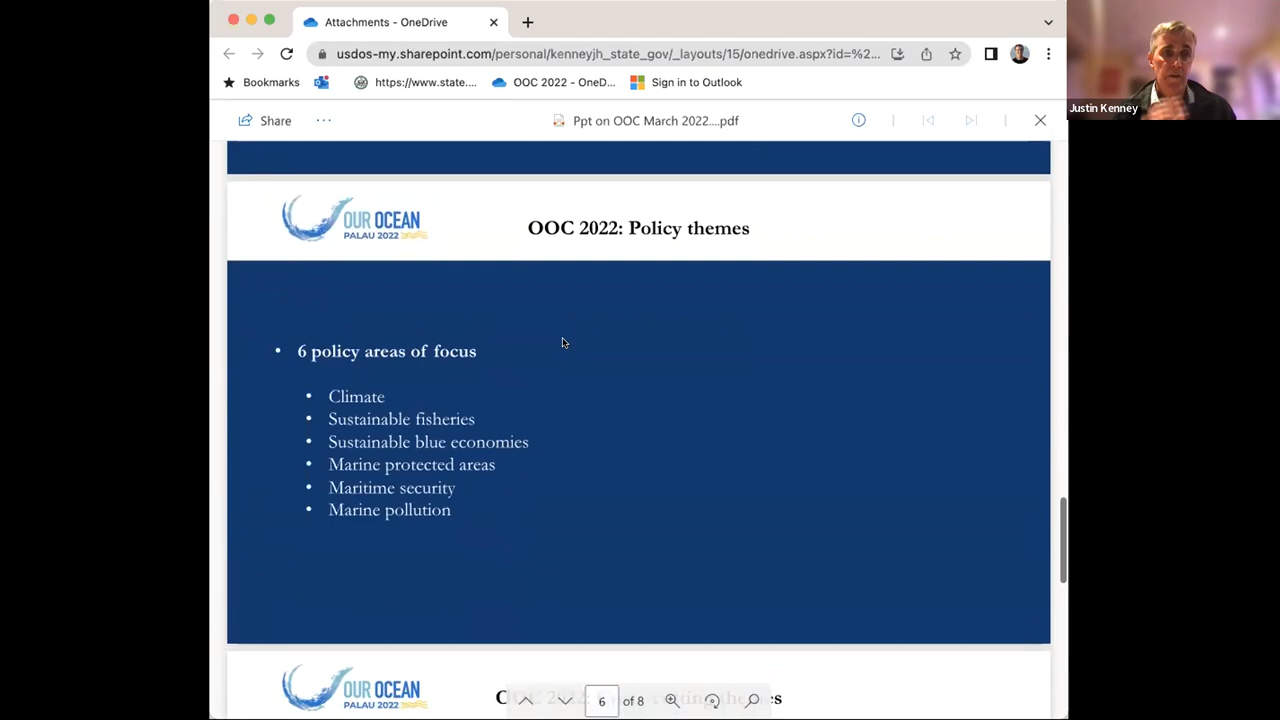 Attachments - OneDrive
usdos-my.sharepoint.com/personal/kenneyjh_state_gov/_layouts/15/onedrive.aspx?id=%2...
Bookmarks
https://www.state....
OOC 2022 - OneD...
Sign in to Outlook
Justin Kenney
Share
Ppt on OOC March 2022....pdf
OUR OCEAN
PALAU 2022
OOC 2022: Policy themes
• 6 policy areas of focus
• Climate
• Sustainable fisheries
• Sustainable blue economies
• Marine protected areas
• Maritime security
• Marine pollution
OUR OCEAN
PALAU 2022
6 of 8